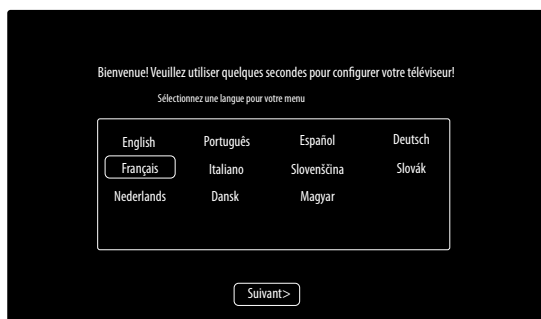 Bienvenue! Veuillez utiliser quelques secondes pour configurer votre téléviseur!
Sélectionnez une langue pour votre menu
English Português Español Deutsch
Français Italiano Slovenščina Slovák
Nederlands Dansk Magyar
Suivant>